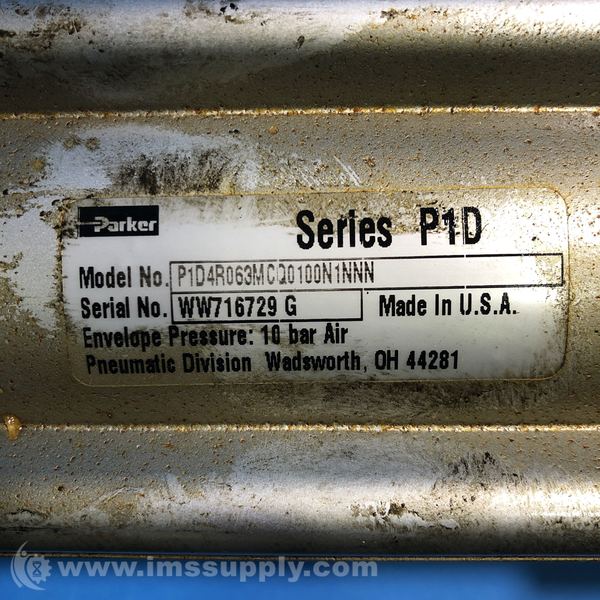 Parker
Series P1D
Model No. P1D4R063MCQ0100N1NNN
Serial No. WW716729 G Made In U.S.A.
Envelope Pressure: 10 bar Air
Pneumatic Division Wadsworth, OH 44281
www.imssupply.com